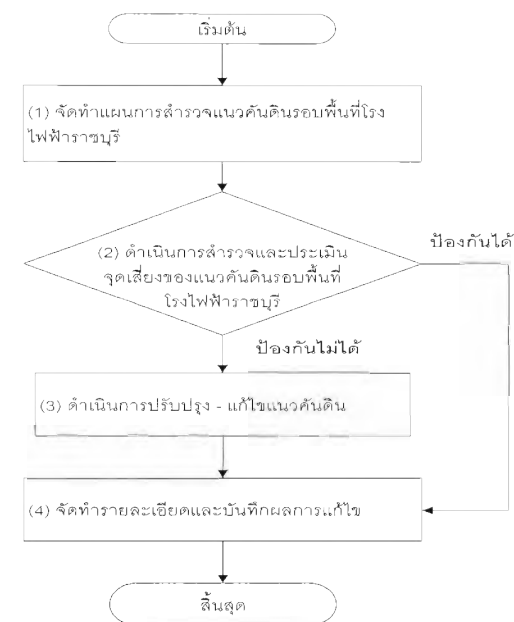 เริ่มต้น
(1) จัดทำแผนการสำรวจแนวคันดินรอบพื้นที่โรง
ไฟฟ้าราชบุรี
(2) ดำเนินการสำรวจและประเมิน
จุดเสี่ยงของแนวคันดินรอบพื้นที่
โรงไฟฟ้าราชบุรี
ป้องกันได้
ป้องกันไม่ได้
(3) ดำเนินการปรับปรุง - แก้ไขแนวคันดิน
(4) จัดทำรายละเอียดและบันทึกผลการแก้ไข
สิ้นสุด